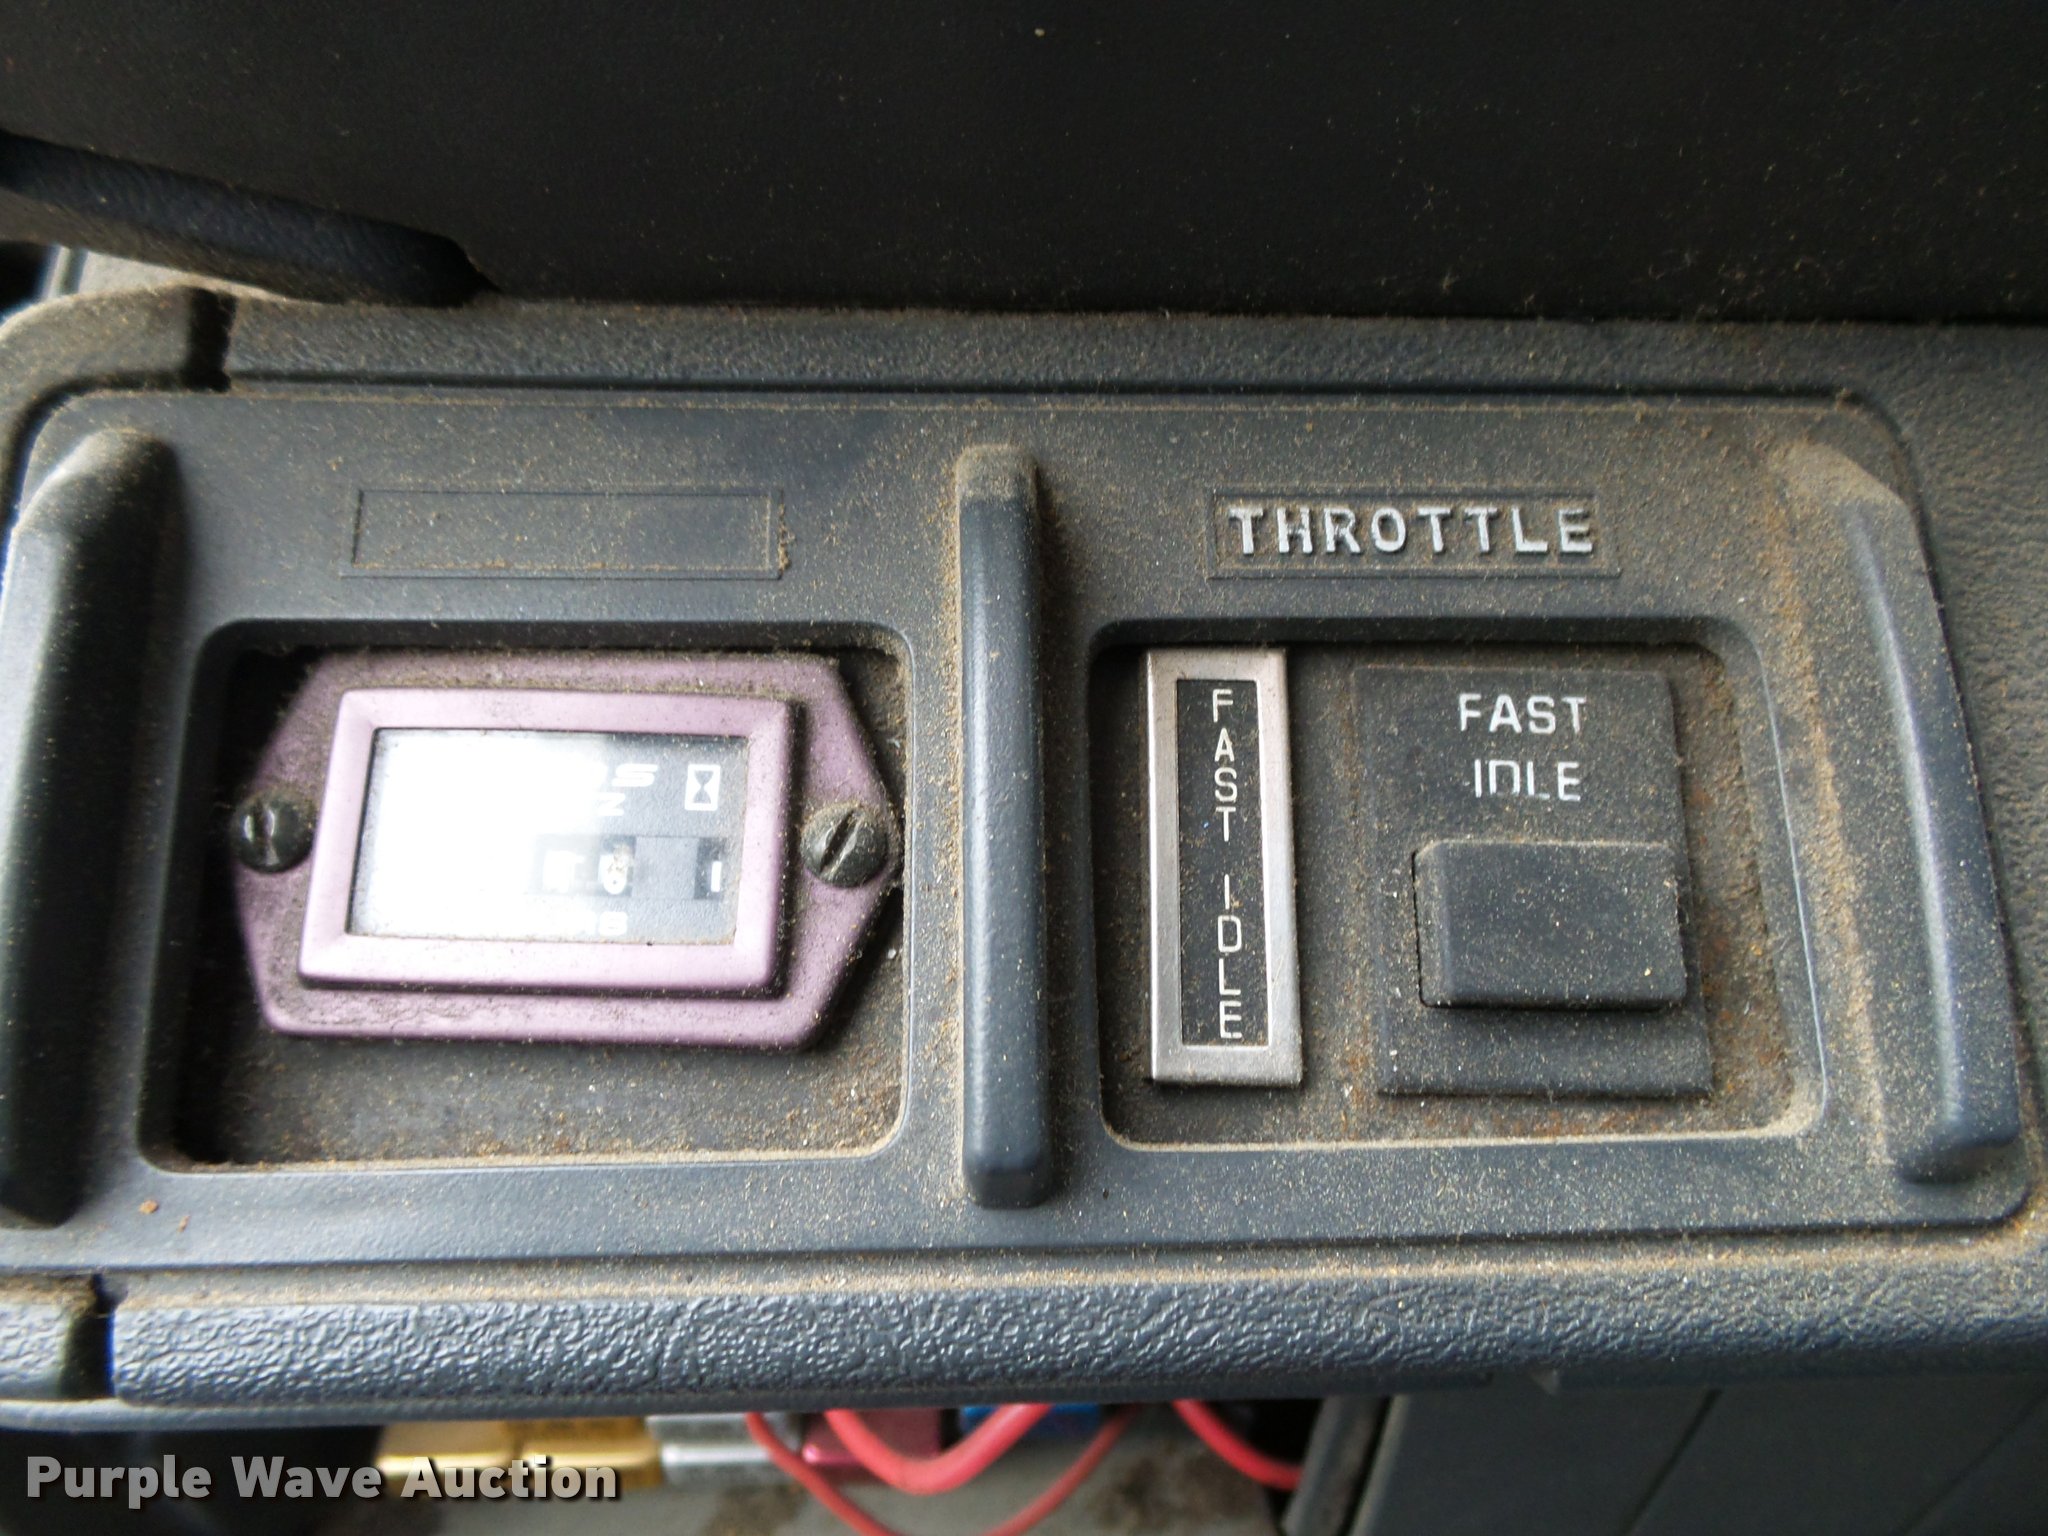 THROTTLE
FAST IDLE
FAST
IDLE
Purple Wave Auction